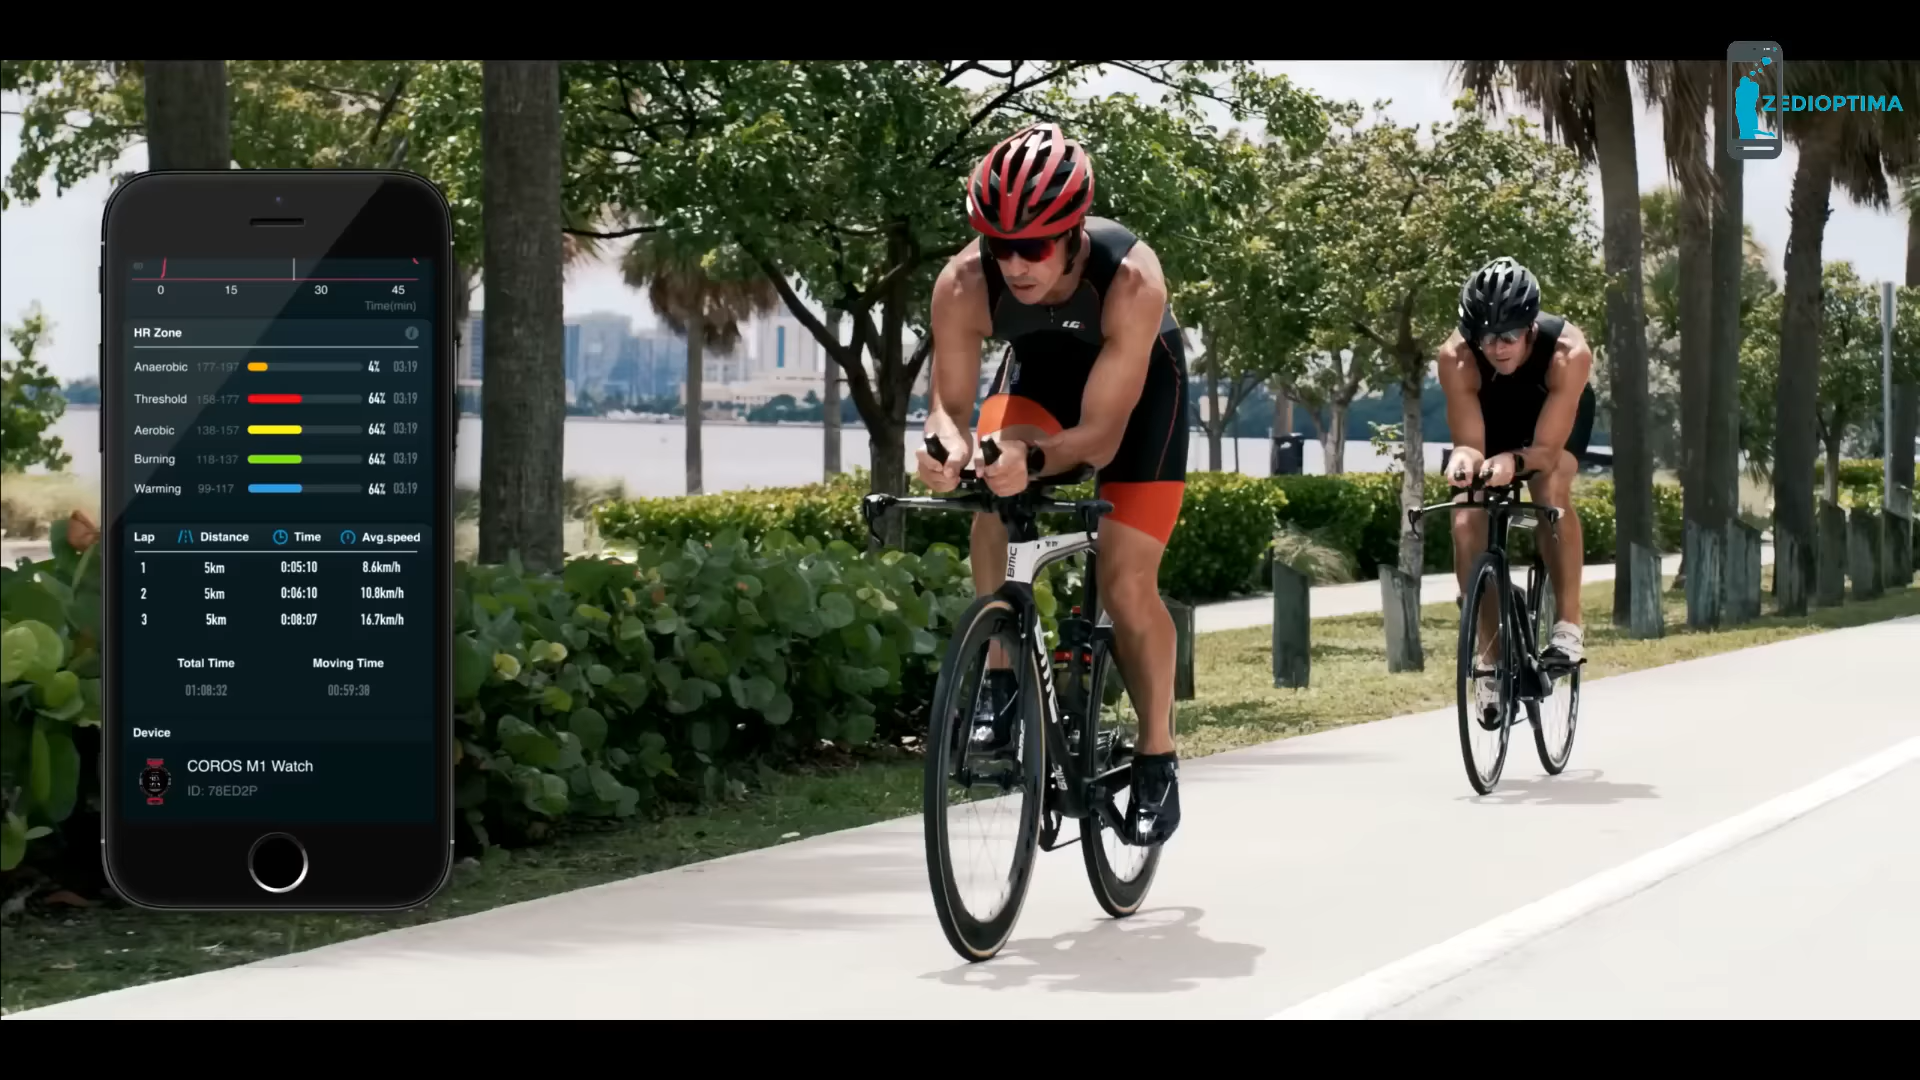 ZEDIOPTIMA
60
0 15 30 45
Time(min)
HR Zone
Anaerobic 177-197 4% 03:19
Threshold 158-177 64% 03:19
Aerobic 138-157 64% 03:19
Burning 118-137 64% 03:19
Warming 99-117 64% 03:19
Lap Distance Time Avg.speed
1 5km 0:05:10 8.6km/h
2 5km 0:06:10 10.8km/h
3 5km 0:08:07 16.7km/h
Total Time Moving Time
01:08:32 00:59:38
Device
COROS M1 Watch
ID: 78ED2P
LG
BMC
BMC